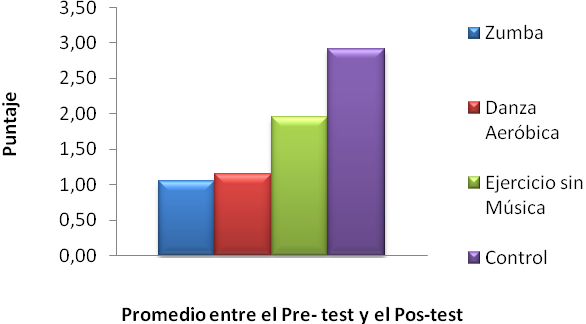 3,50
3,00
2,50
2,00
1,50
1,00
0,50
0,00
Puntaje
Zumba
Danza
Aeróbica
Ejercicio sin
Música
Control
Promedio entre el Pre- test y el Pos-test